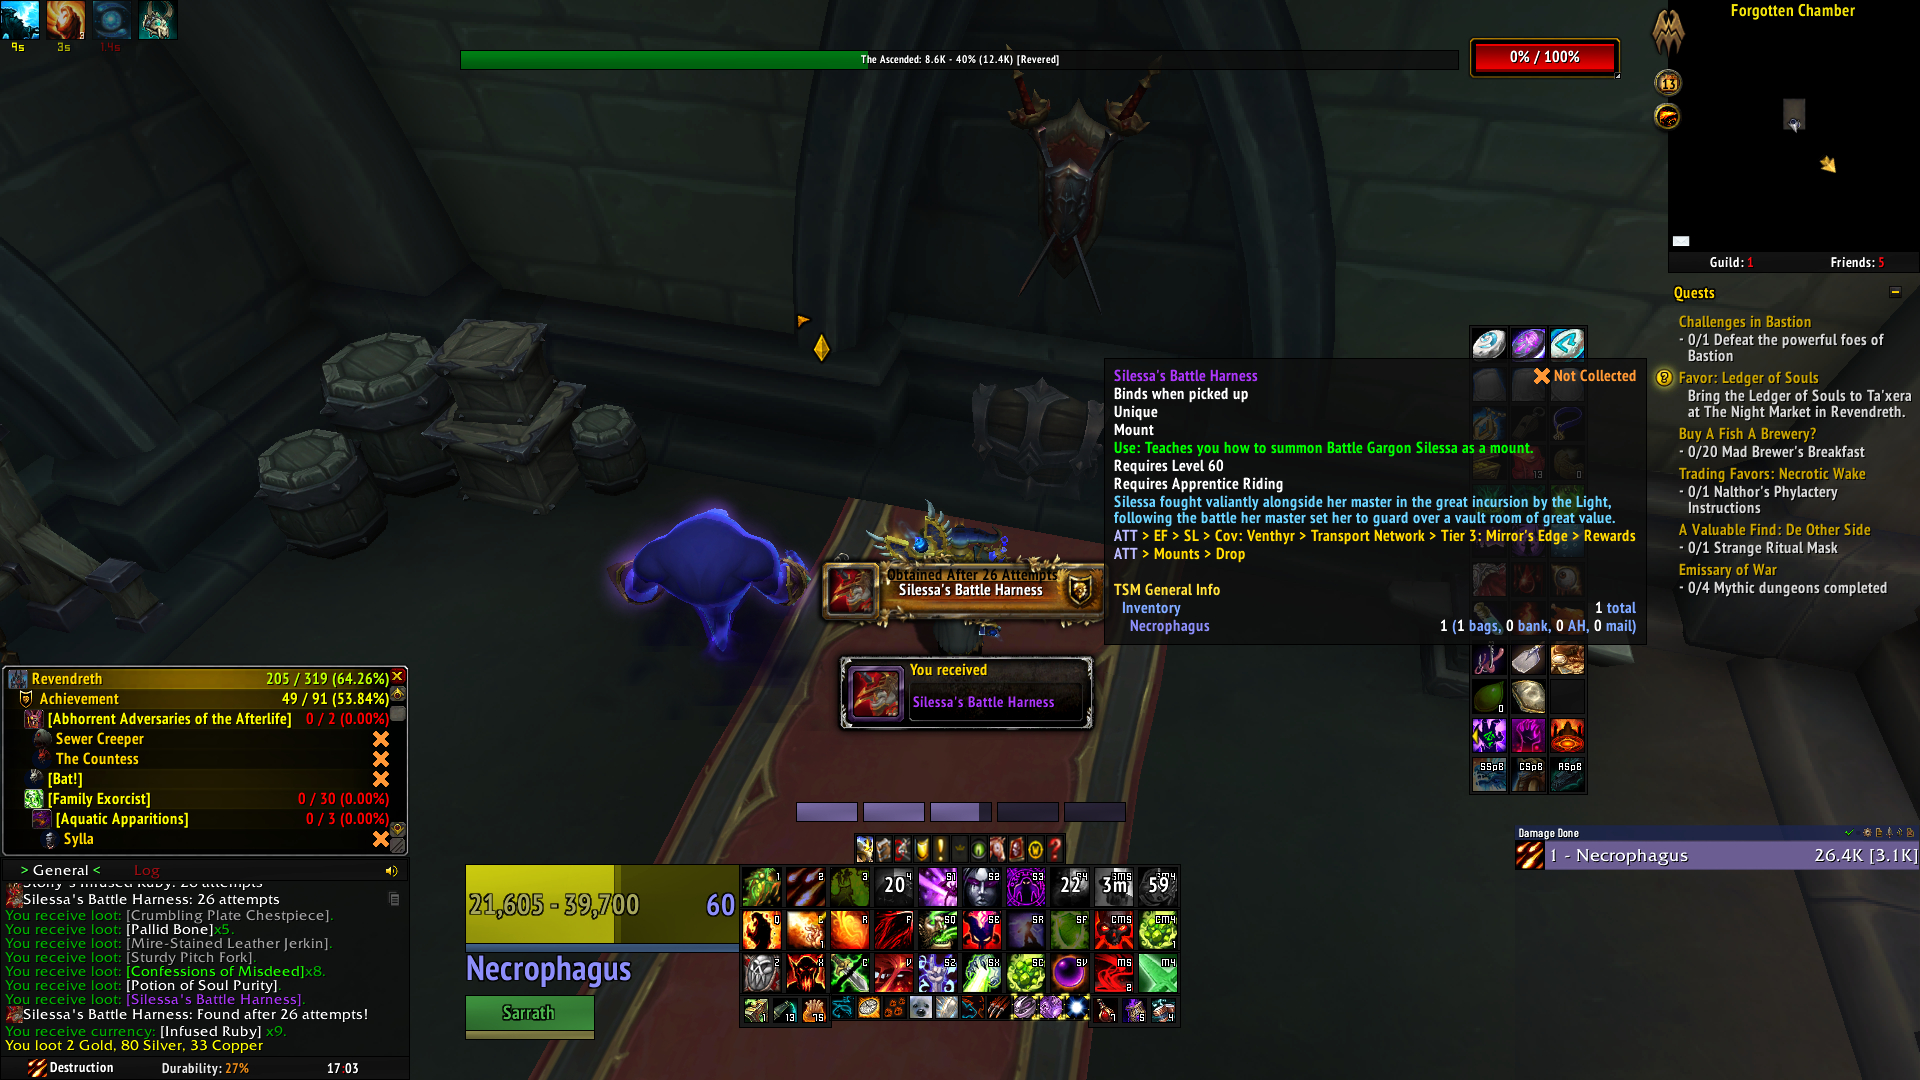 9s
3s
1.4s
The Ascended: 8.6K - 40% (12.4K) [Revered]
0% / 100%
Forgotten Chamber
13
Guild: 1
Friends: 5
Quests
Challenges in Bastion
- 0/1 Defeat the powerful foes of
Bastion
Favor: Ledger of Souls
Bring the Ledger of Souls to Ta'xera
at The Night Market in Revendreth.
Buy A Fish A Brewery?
- 0/20 Mad Brewer's Breakfast
Trading Favors: Necrotic Wake
- 0/1 Nalthor's Phylactery
Instructions
A Valuable Find: De Other Side
- 0/1 Strange Ritual Mask
Emissary of War
- 0/4 Mythic dungeons completed
Silessa's Battle Harness
Not Collected
Binds when picked up
Unique
Mount
Use: Teaches you how to summon Battle Gargon Silessa as a mount.
Requires Level 60
Requires Apprentice Riding
Silessa fought valiantly alongside her master in the great incursion by the Light,
following the battle her master set her to guard over a vault room of great value.
ATT > EF > SL > Cov: Venthyr > Transport Network > Tier 3: Mirror's Edge > Rewards
ATT > Mounts > Drop
TSM General Info
Inventory
1 total
Necrophagus
1 (1 bags, 0 bank, 0 AH, 0 mail)
Obtained After 26 Attempts
Silessa's Battle Harness
You received
Silessa's Battle Harness
SSpB
CSpB
ASpB
Revendreth
205 / 319 (64.26%)
Achievement
49 / 91 (53.84%)
[Abhorrent Adversaries of the Afterlife]
0 / 2 (0.00%)
Sewer Creeper
The Countess
[Bat!]
[Family Exorcist]
0 / 30 (0.00%)
[Aquatic Apparitions]
0 / 3 (0.00%)
Sylla
> General <
Log
Silessa's Battle Harness: 26 attempts
You receive loot: [Crumbling Plate Chestpiece].
You receive loot: [Pallid Bone]x5.
You receive loot: [Mire-Stained Leather Jerkin].
You receive loot: [Sturdy Pitch Fork].
You receive loot: [Confessions of Misdeed]x8.
You receive loot: [Potion of Soul Purity].
You receive loot: [Silessa's Battle Harness].
Silessa's Battle Harness: Found after 26 attempts!
You receive currency: [Infused Ruby] x9.
You loot 2 Gold, 80 Silver, 33 Copper
Destruction
Durability: 27%
17:03
21,605 - 39,700
60
Necrophagus
Sarrath
20
22
3m
59
Damage Done
1 - Necrophagus
26.4K [3.1K]